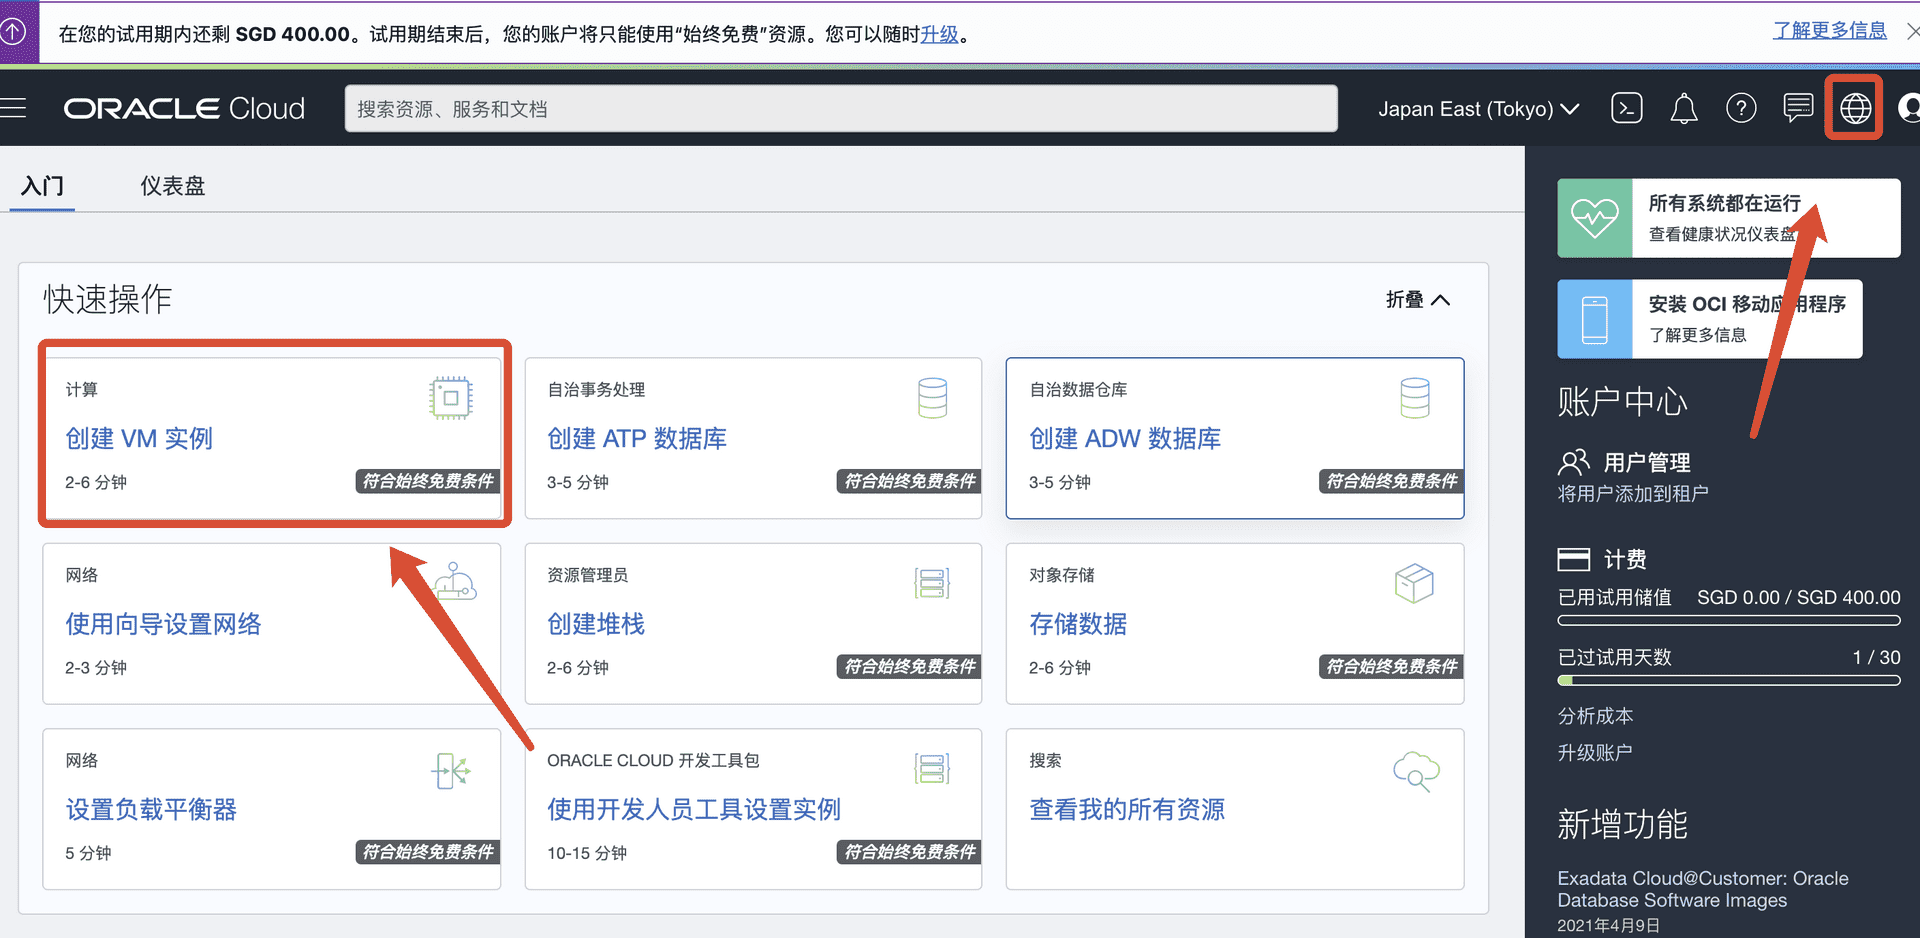 在您的试用期内还剩 SGD 400.00。试用期结束后，您的账户将只能使用“始终免费”资源。您可以随时升级。
了解更多信息
ORACLE Cloud
搜索资源、服务和文档
Japan East (Tokyo)
入门
仪表盘
快速操作
折叠
计算
创建 VM 实例
2-6 分钟
符合始终免费条件
自治事务处理
创建 ATP 数据库
3-5 分钟
符合始终免费条件
自治数据仓库
创建 ADW 数据库
3-5 分钟
符合始终免费条件
网络
使用向导设置网络
2-3 分钟
资源管理员
创建堆栈
2-6 分钟
符合始终免费条件
对象存储
存储数据
2-6 分钟
符合始终免费条件
网络
设置负载平衡器
5 分钟
符合始终免费条件
ORACLE CLOUD 开发工具包
使用开发人员工具设置实例
10-15 分钟
符合始终免费条件
搜索
查看我的所有资源
所有系统都在运行
查看健康状况仪表盘
安装 OCI 移动应用程序
了解更多信息
账户中心
用户管理
将用户添加到租户
计费
已用试用储值 SGD 0.00 / SGD 400.00
已过试用天数 1 / 30
分析成本
升级账户
新增功能
Exadata Cloud@Customer: Oracle
Database Software Images
2021年4月9日